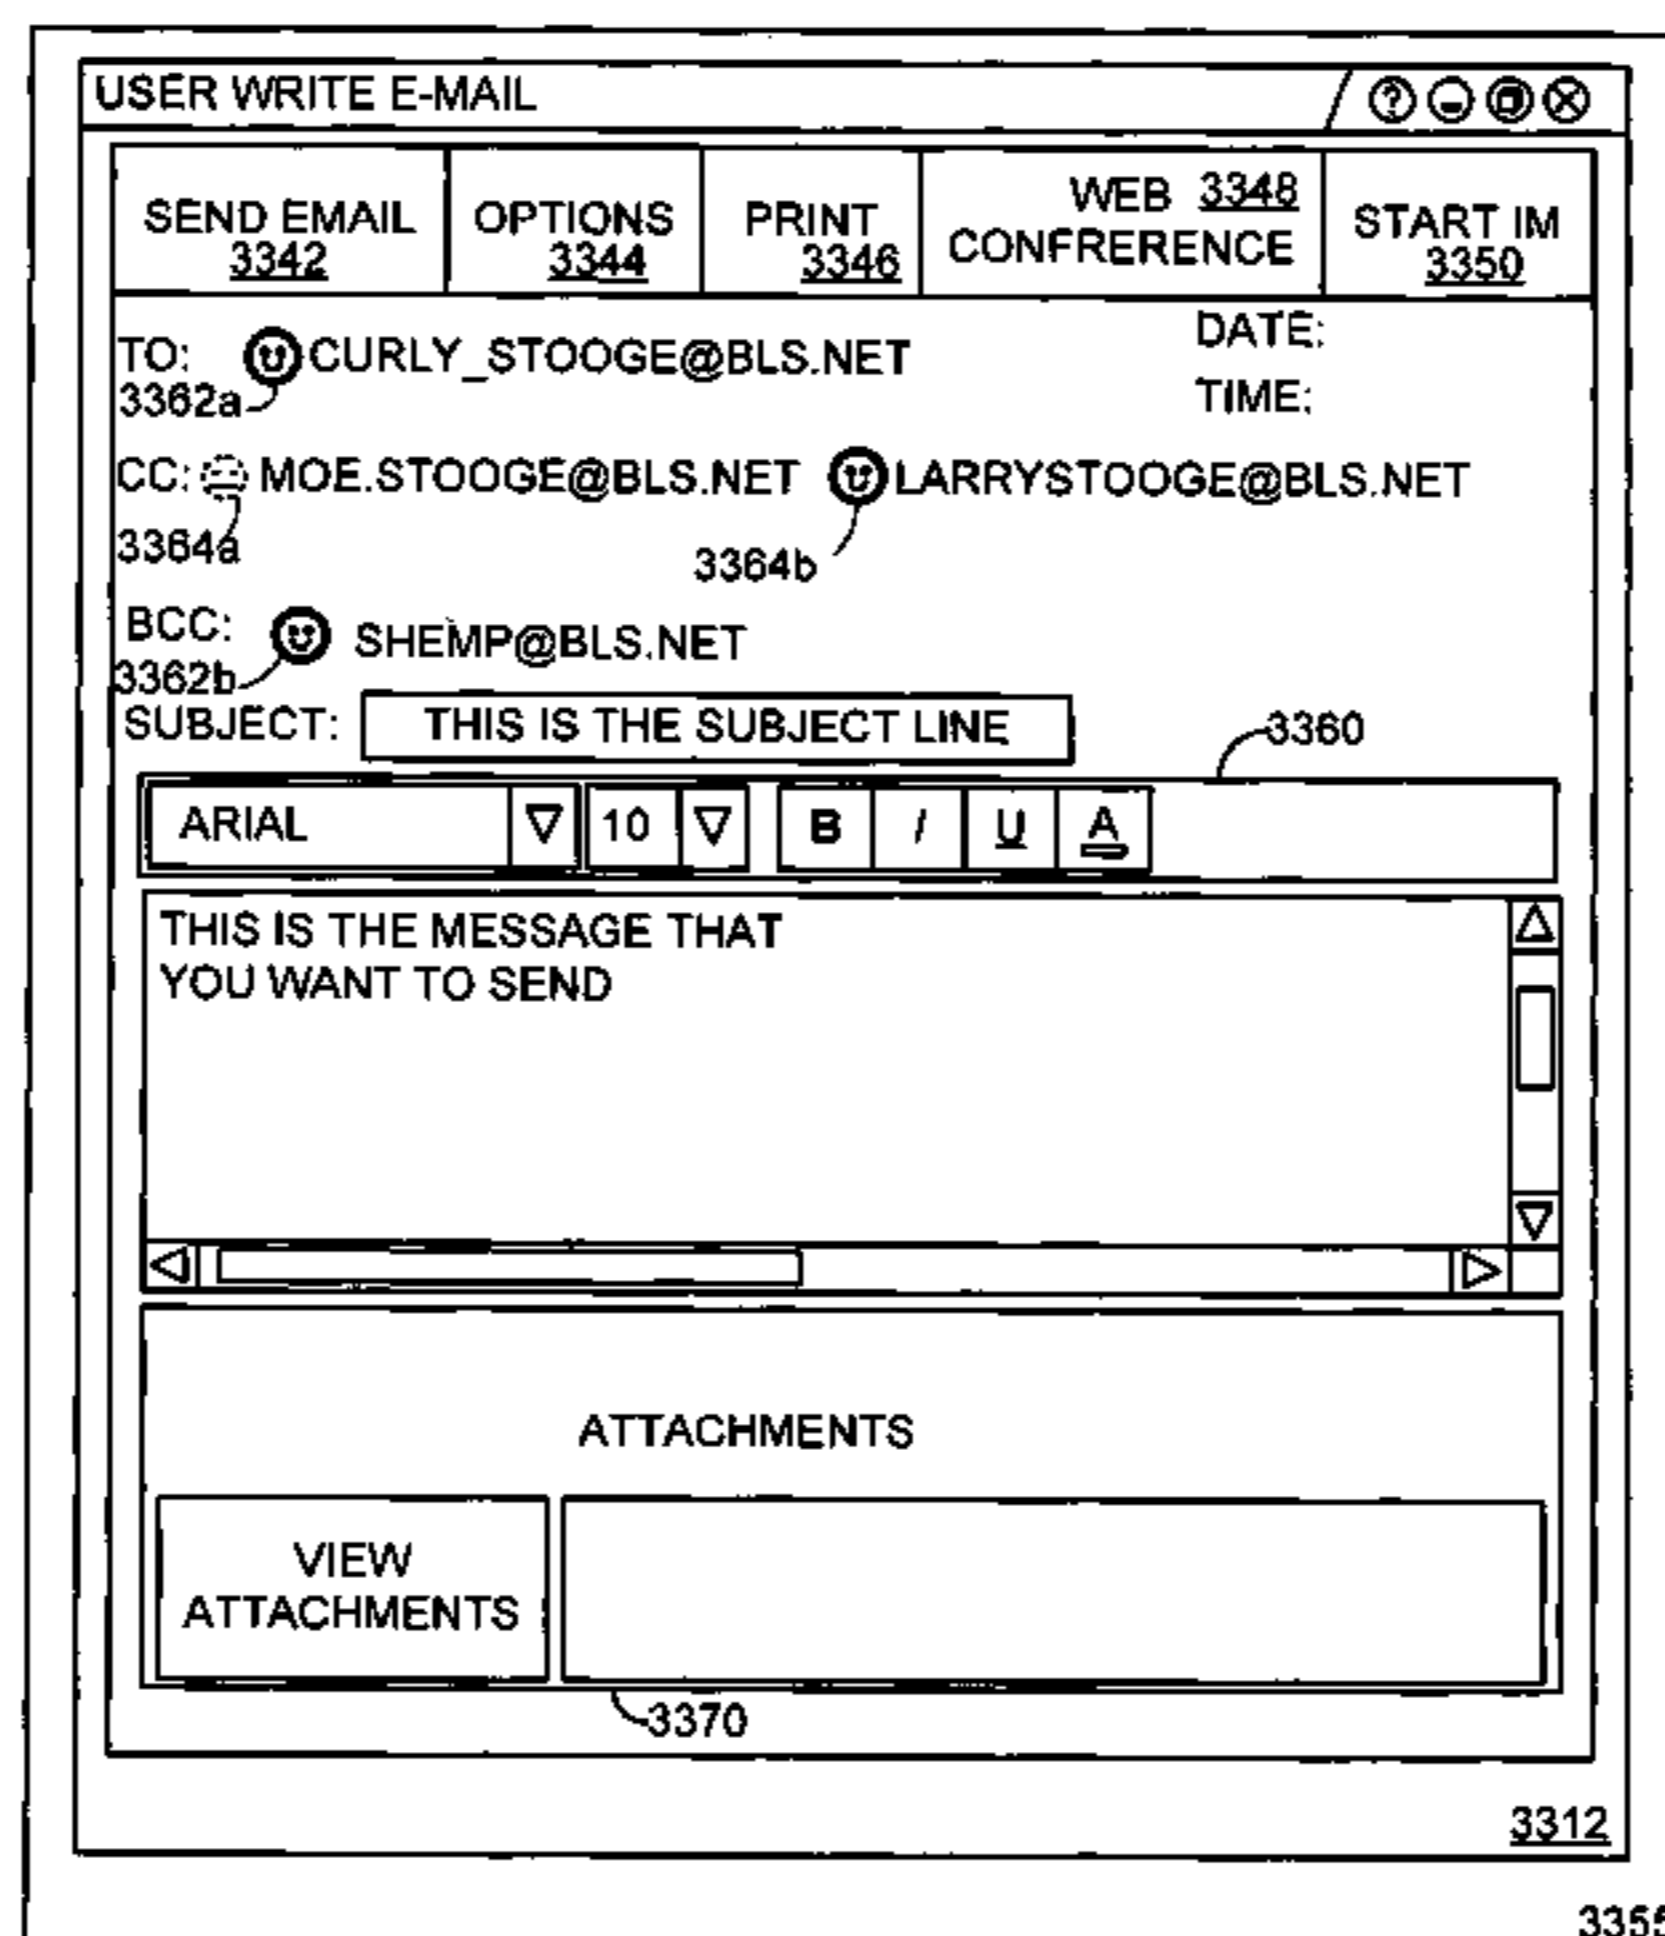 USER WRITE E-MAIL
SEND EMAIL
3342
OPTIONS
3344
PRINT
3346
WEB 3348
CONFRERENCE
START IM
3350
DATE:
TO: CURLY_STOOGE@BLS.NET
3362a
TIME:
CC: MOE.STOOGE@BLS.NET LARRYSTOOGE@BLS.NET
3364a
3364b
BCC: SHEMP@BLS.NET
3362b
SUBJECT: THIS IS THE SUBJECT LINE
3360
ARIAL 10 B I U A
THIS IS THE MESSAGE THAT
YOU WANT TO SEND
ATTACHMENTS
VIEW
ATTACHMENTS
3370
3312
3355